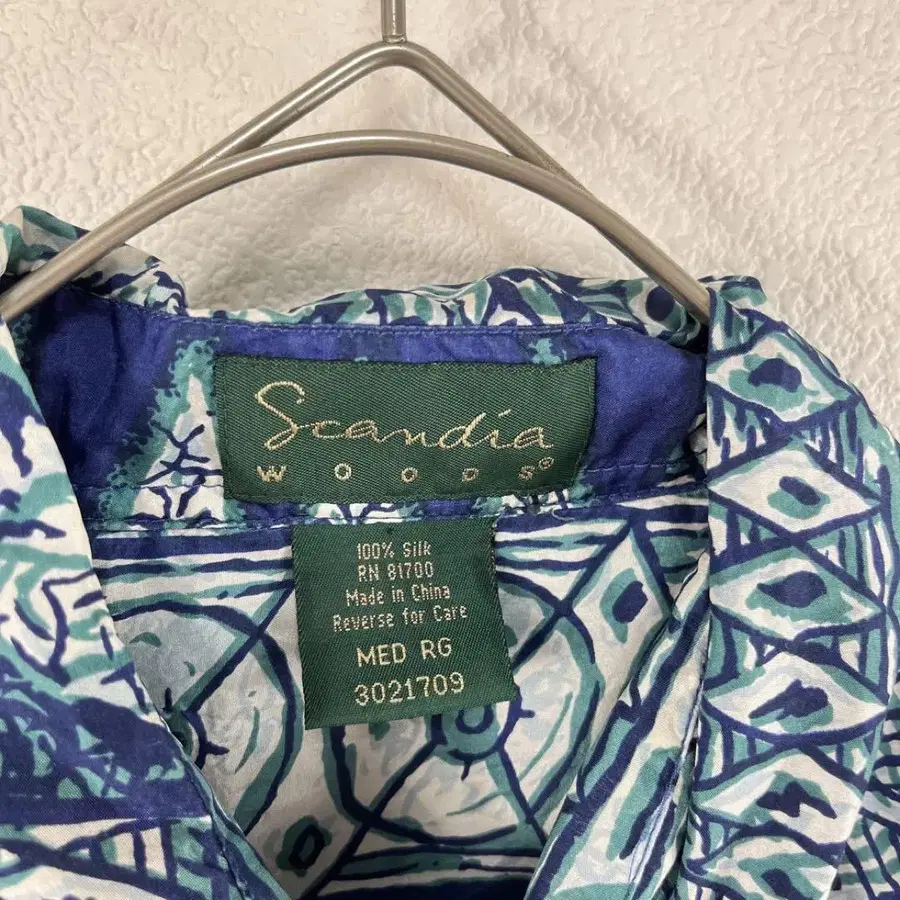 Scandia
WOODS®
100% Silk
RN 81700
Made in China
Reverse for Care
MED RG
3021709